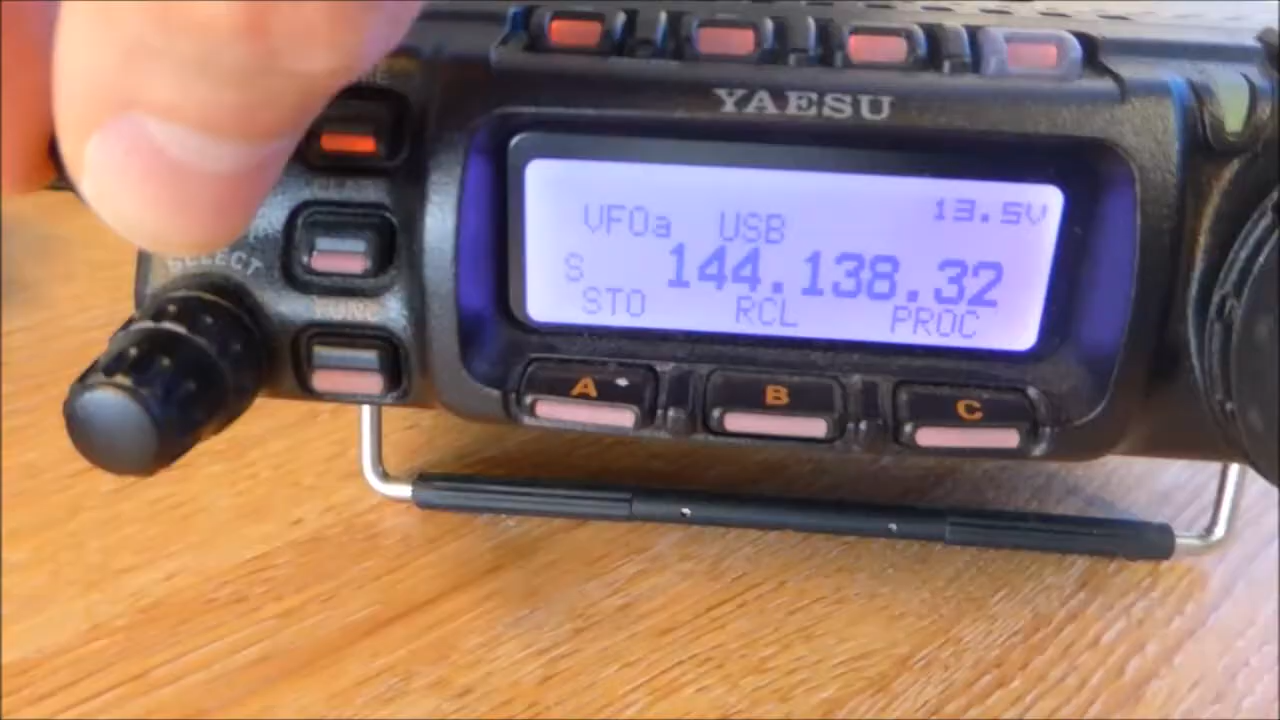 YAESU
13.5V
VFOa USB
S 144.138.32
STO RCL PROC
SELECT
FUNC
A B C